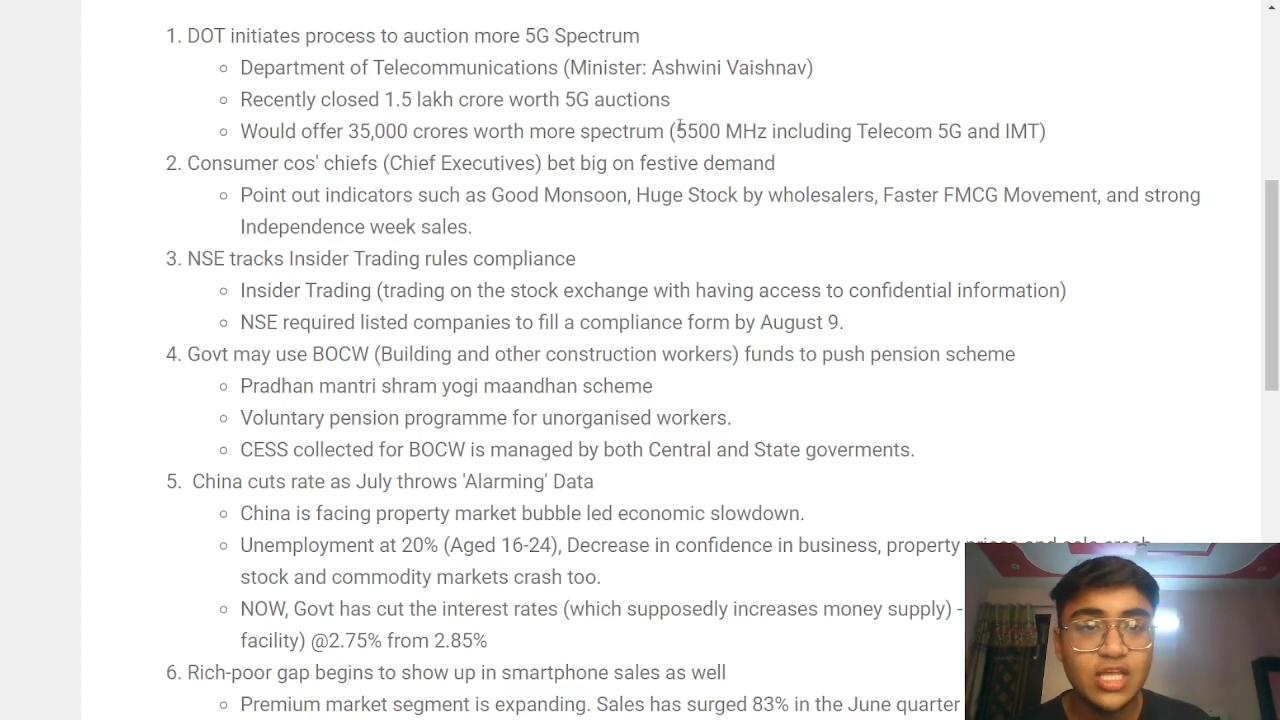 1. DOT initiates process to auction more 5G Spectrum
Department of Telecommunications (Minister: Ashwini Vaishnav)
Recently closed 1.5 lakh crore worth 5G auctions
Would offer 35,000 crores worth more spectrum (5500 MHz including Telecom 5G and IMT)
2. Consumer cos' chiefs (Chief Executives) bet big on festive demand
Point out indicators such as Good Monsoon, Huge Stock by wholesalers, Faster FMCG Movement, and strong
Independence week sales.
3. NSE tracks Insider Trading rules compliance
Insider Trading (trading on the stock exchange with having access to confidential information)
NSE required listed companies to fill a compliance form by August 9.
4. Govt may use BOCW (Building and other construction workers) funds to push pension scheme
Pradhan mantri shram yogi maandhan scheme
Voluntary pension programme for unorganised workers.
CESS collected for BOCW is managed by both Central and State goverments.
5. China cuts rate as July throws 'Alarming' Data
China is facing property market bubble led economic slowdown.
Unemployment at 20% (Aged 16-24), Decrease in confidence in business, property prices and sale crash
stock and commodity markets crash too.
NOW, Govt has cut the interest rates (which supposedly increases money supply) -
facility) @2.75% from 2.85%
6. Rich-poor gap begins to show up in smartphone sales as well
Premium market segment is expanding. Sales has surged 83% in the June quarter